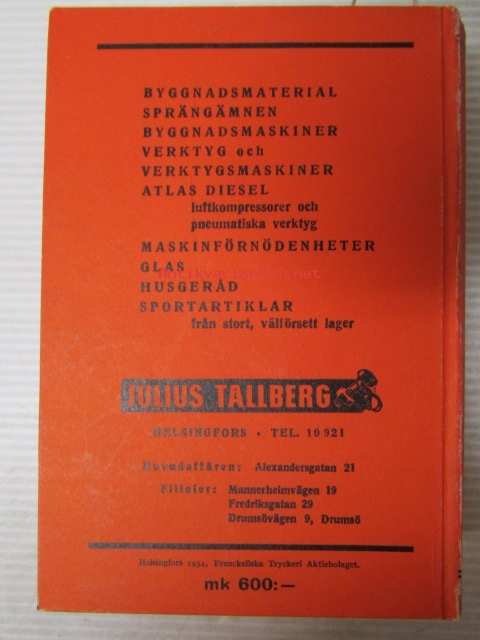 BYGGNADSMATERIAL
SPRÄNGÄMNEN
BYGGNADSMASKINER
VERKTYG och
VERKTYGSMASKINER
ATLAS DIESEL
luftkompressorer och
pneumatiska verktyg
MASKINFÖRNÖDENHETER
GLAS
HUSGERÅD
SPORTARTIKLAR
från stort, välförsett lager
JULIUS TALLBERG
HELSINGFORS • TEL. 10 921
Huvudaffären: Alexandersgatan 21
Filialer: Mannerheimvägen 19
Fredriksgatan 29
Drumsövägen 9, Drumsö
Helsingfors 1954, Frenckellska Tryckeri Aktiebolaget.
mk 600:—